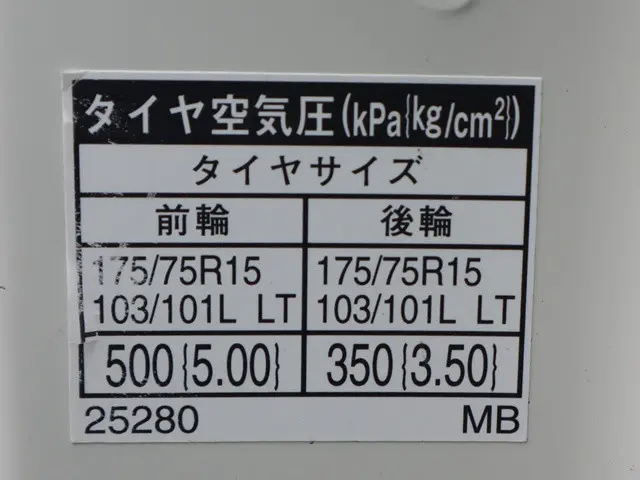 タイヤ空気圧(kPa{kg/cm²})
タイヤサイズ
前輪 後輪
175/75R15 175/75R15
103/101L LT 103/101L LT
500{5.00} 350{3.50}
25280 MB